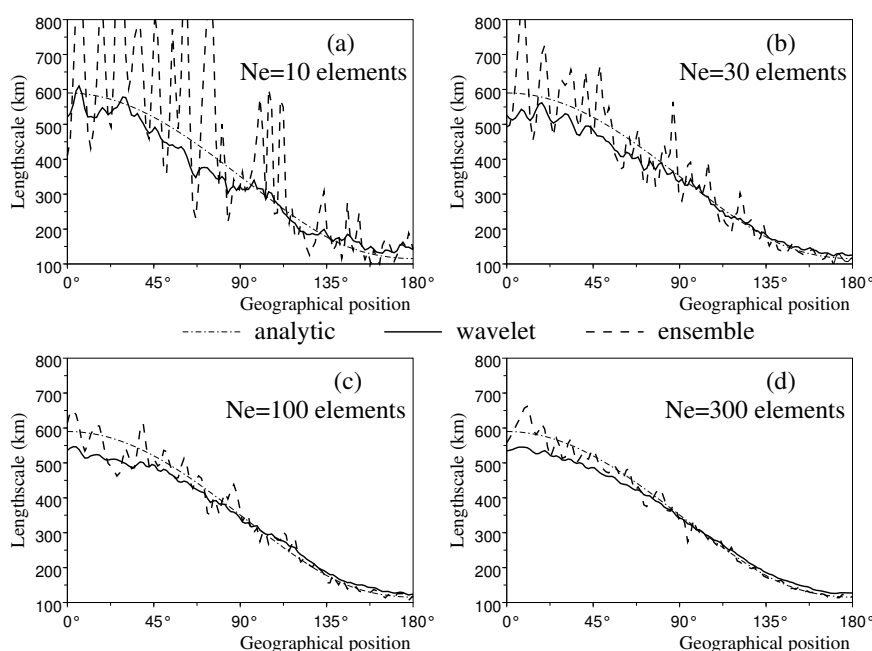 800
700
600
500
400
300
200
100
Lengthscale (km)
(a)
Ne=10 elements
0° 45° 90° 135° 180°
Geographical position
800
700
600
500
400
300
200
100
Lengthscale (km)
(b)
Ne=30 elements
0° 45° 90° 135° 180°
Geographical position
analytic wavelet ensemble
800
700
600
500
400
300
200
100
Lengthscale (km)
(c)
Ne=100 elements
0° 45° 90° 135° 180°
Geographical position
800
700
600
500
400
300
200
100
Lengthscale (km)
(d)
Ne=300 elements
0° 45° 90° 135° 180°
Geographical position